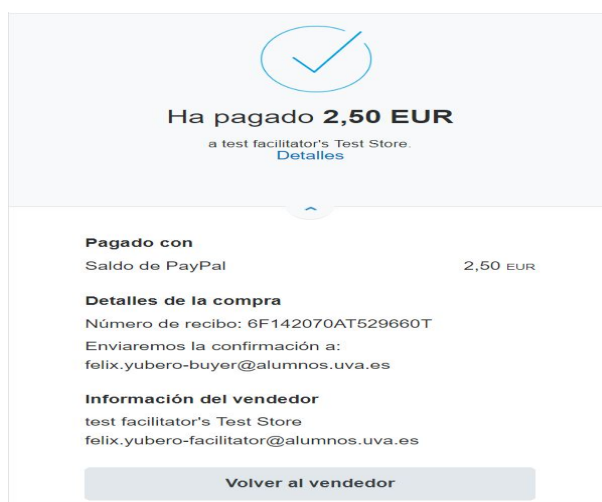 Ha pagado 2,50 EUR
a test facilitator's Test Store.
Detalles
Pagado con
Saldo de PayPal 2,50 EUR
Detalles de la compra
Número de recibo: 6F142070AT529660T
Enviaremos la confirmación a:
felix.yubero-buyer@alumnos.uva.es
Información del vendedor
test facilitator's Test Store
felix.yubero-facilitator@alumnos.uva.es
Volver al vendedor